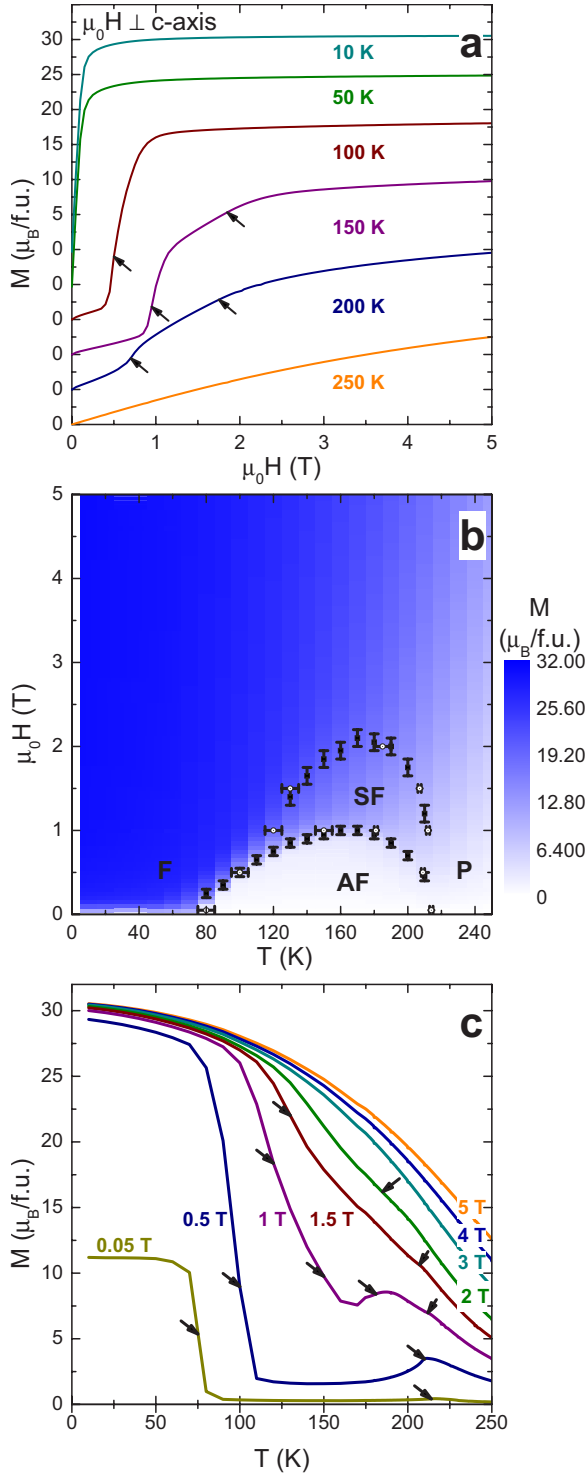 μ₀H ⊥ c-axis
a
30
25
20
15
10
5
0
0
0
0
0
0
10 K
50 K
100 K
150 K
200 K
250 K
M (μB/f.u.)
0 1 2 3 4 5
μ₀H (T)
b
5
4
3
2
1
0
μ₀H (T)
F
SF
AF
P
0 40 80 120 160 200 240
T (K)
M
(μB/f.u.)
32.00
25.60
19.20
12.80
6.400
0
c
30
25
20
15
10
5
0
M (μB/f.u.)
0.05 T
0.5 T
1 T
1.5 T
5 T
4 T
3 T
2 T
0 50 100 150 200 250
T (K)